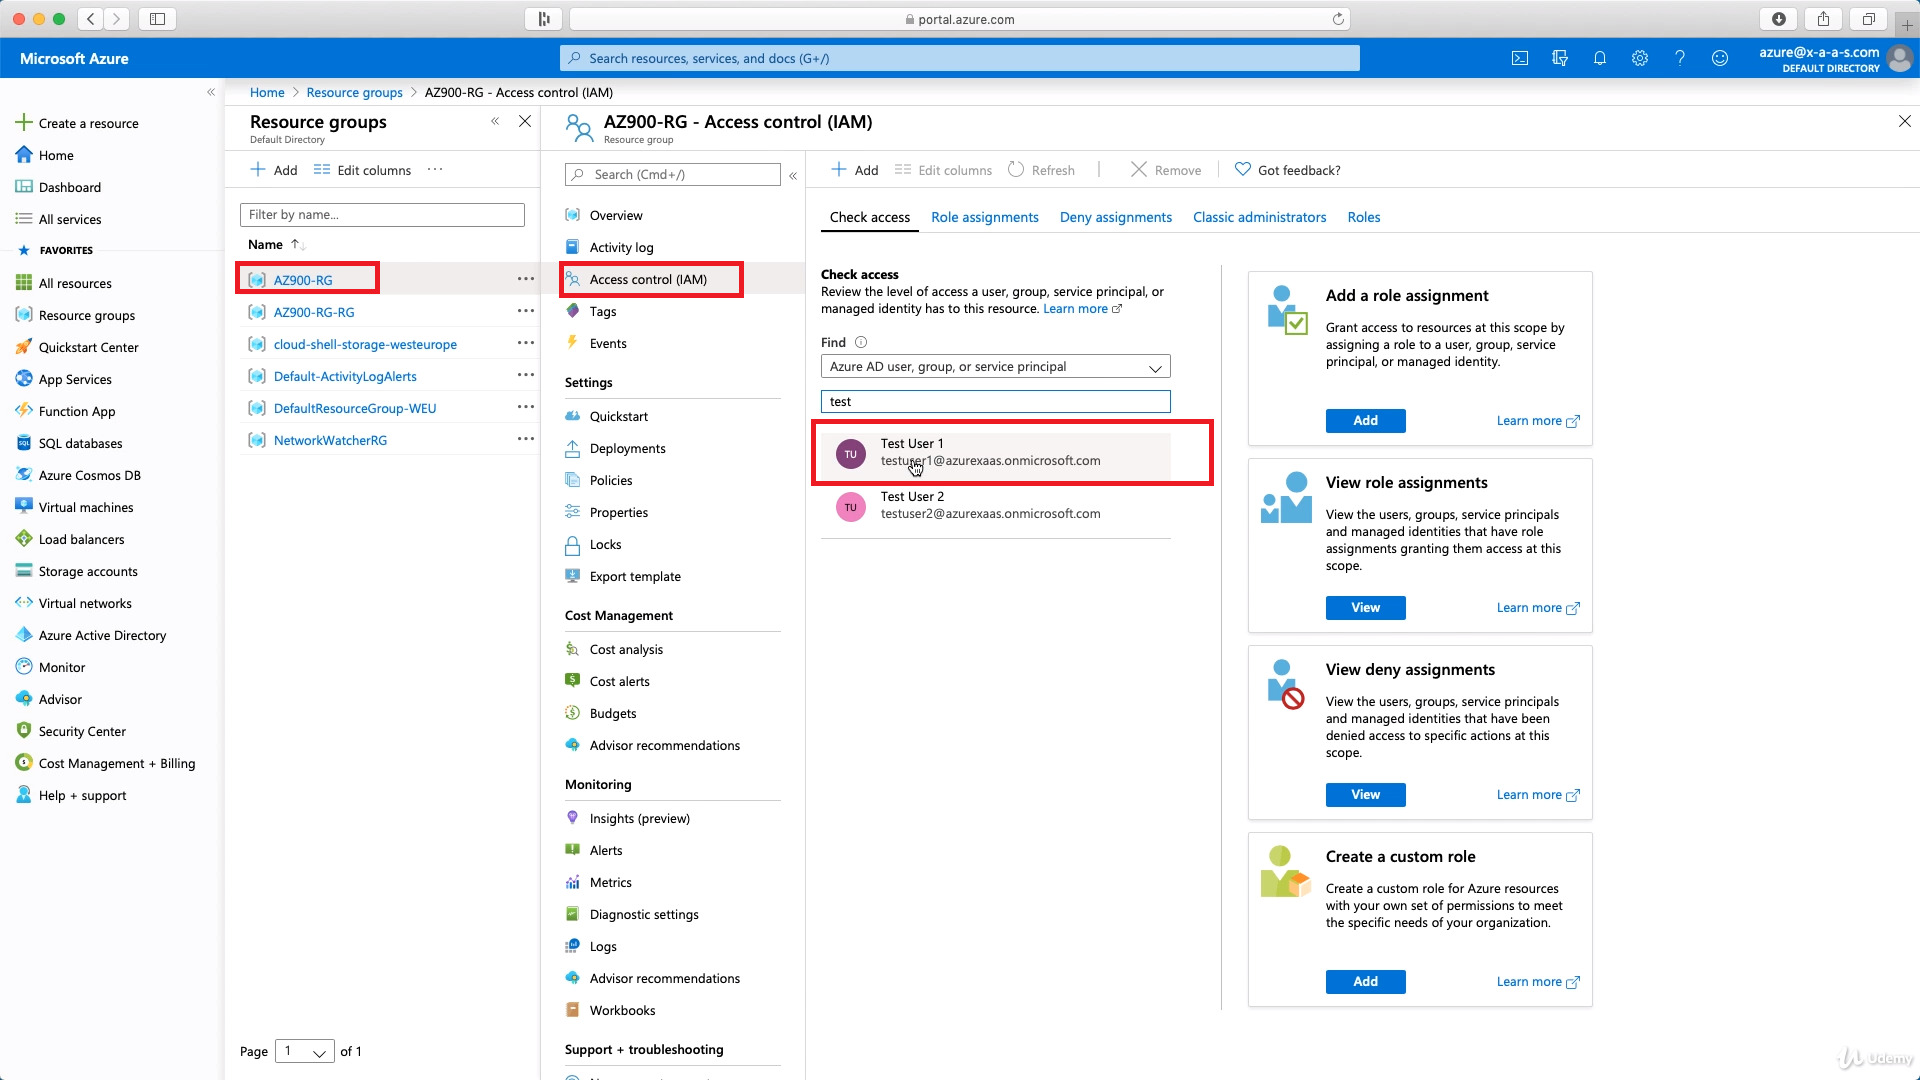 portal.azure.com
Microsoft Azure
Search resources, services, and docs (G+/)
azure@x-a-a-s.com
DEFAULT DIRECTORY
Create a resource
Home
Dashboard
All services
FAVORITES
All resources
Resource groups
Quickstart Center
App Services
Function App
SQL databases
Azure Cosmos DB
Virtual machines
Load balancers
Storage accounts
Virtual networks
Azure Active Directory
Monitor
Advisor
Security Center
Cost Management + Billing
Help + support
Home > Resource groups > AZ900-RG - Access control (IAM)
Resource groups
Default Directory
Add
Edit columns
Filter by name...
Name
AZ900-RG
AZ900-RG-RG
cloud-shell-storage-westeurope
Default-ActivityLogAlerts
DefaultResourceGroup-WEU
NetworkWatcherRG
Page 1 of 1
AZ900-RG - Access control (IAM)
Resource group
Search (Cmd+/)
Overview
Activity log
Access control (IAM)
Tags
Events
Settings
Quickstart
Deployments
Policies
Properties
Locks
Export template
Cost Management
Cost analysis
Cost alerts
Budgets
Advisor recommendations
Monitoring
Insights (preview)
Alerts
Metrics
Diagnostic settings
Logs
Advisor recommendations
Workbooks
Support + troubleshooting
Add
Edit columns
Refresh
Remove
Got feedback?
Check access
Role assignments
Deny assignments
Classic administrators
Roles
Check access
Review the level of access a user, group, service principal, or
managed identity has to this resource. Learn more
Find
Azure AD user, group, or service principal
test
TU
Test User 1
testuser1@azurexaas.onmicrosoft.com
TU
Test User 2
testuser2@azurexaas.onmicrosoft.com
Add a role assignment
Grant access to resources at this scope by
assigning a role to a user, group, service
principal, or managed identity.
Add
Learn more
View role assignments
View the users, groups, service principals
and managed identities that have role
assignments granting them access at this
scope.
View
Learn more
View deny assignments
View the users, groups, service principals
and managed identities that have been
denied access to specific actions at this
scope.
View
Learn more
Create a custom role
Create a custom role for Azure resources
with your own set of permissions to meet
the specific needs of your organization.
Add
Learn more
Udemy